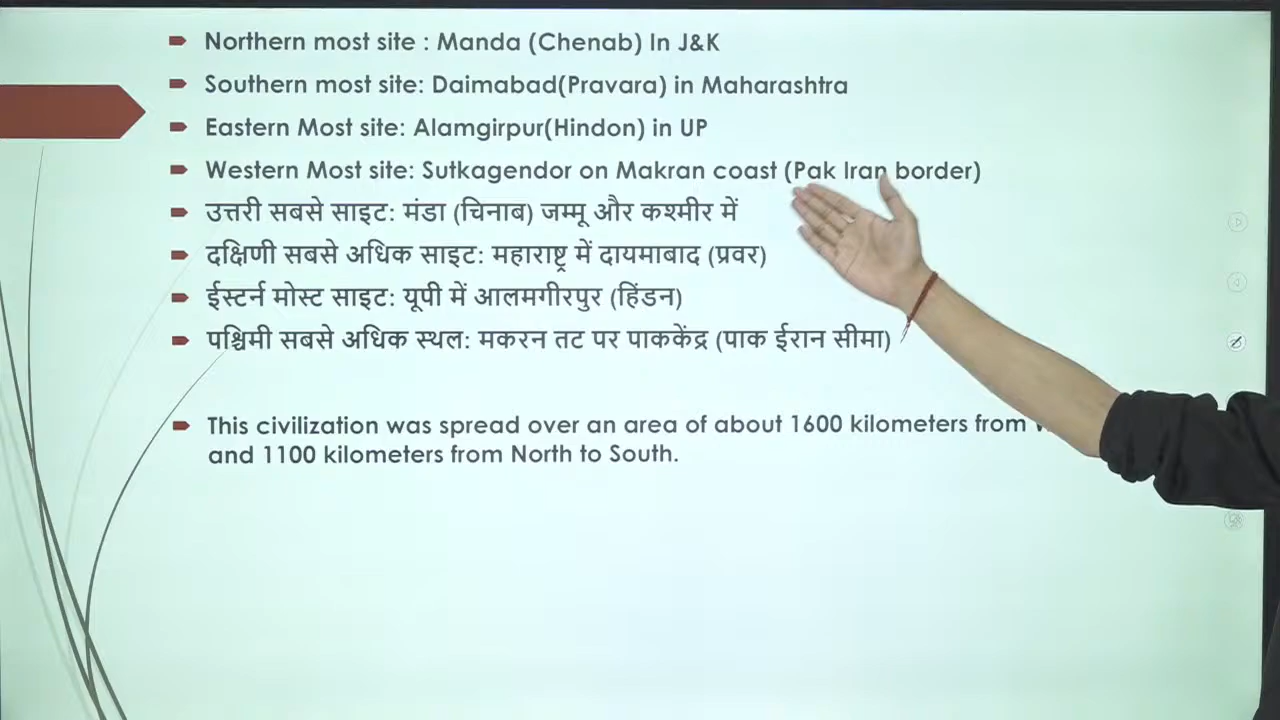 Northern most site : Manda (Chenab) In J&K
Southern most site: Daimabad(Pravara) in Maharashtra
Eastern Most site: Alamgirpur(Hindon) in UP
Western Most site: Sutkagendor on Makran coast (Pak Iran border)
उत्तरी सबसे साइट: मंडा (चिनाब) जम्मू और कश्मीर में
दक्षिणी सबसे अधिक साइट: महाराष्ट्र में दायमाबाद (प्रवर)
ईस्टर्न मोस्ट साइट: यूपी में आलमगीरपुर (हिंडन)
पश्चिमी सबसे अधिक स्थल: मकरन तट पर पाककेंद्र (पाक ईरान सीमा)
This civilization was spread over an area of about 1600 kilometers from
and 1100 kilometers from North to South.